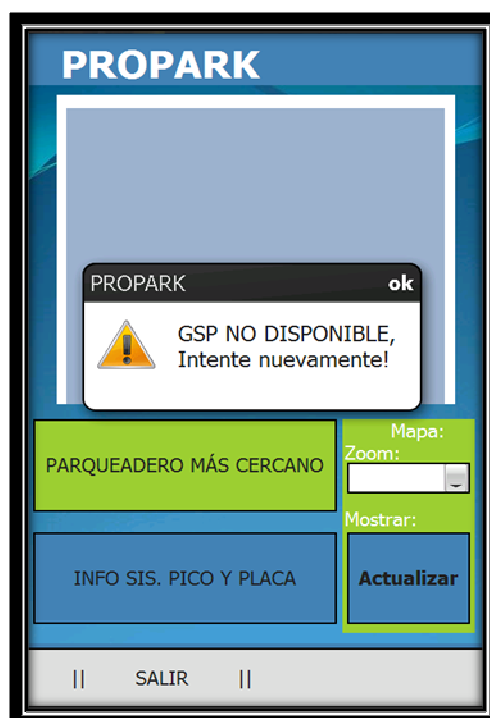 PROPARK
PROPARK ok
GSP NO DISPONIBLE,
Intente nuevamente!
PARQUEADERO MÁS CERCANO
Mapa:
Zoom:
Mostrar:
INFO SIS. PICO Y PLACA
Actualizar
|| SALIR ||